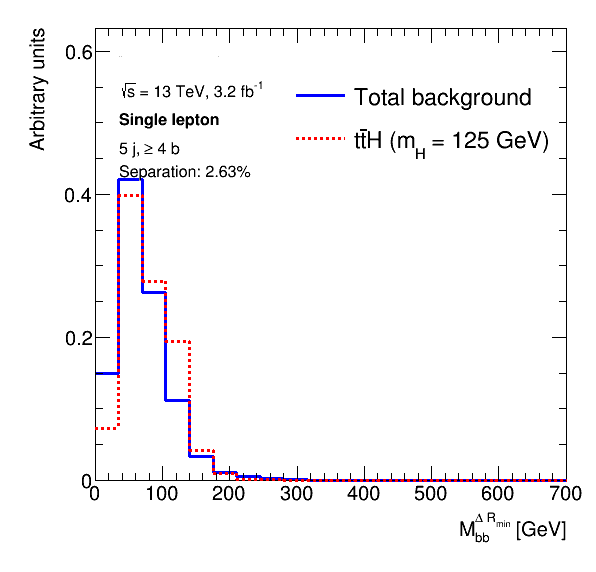 Arbitrary units
0.6
0.4
0.2
0
√s = 13 TeV, 3.2 fb⁻¹
Single lepton
5 j, ≥ 4 b
Separation: 2.63%
Total background
tt̄H (m_H = 125 GeV)
0 100 200 300 400 500 600 700
M_bb^ΔR_min [GeV]